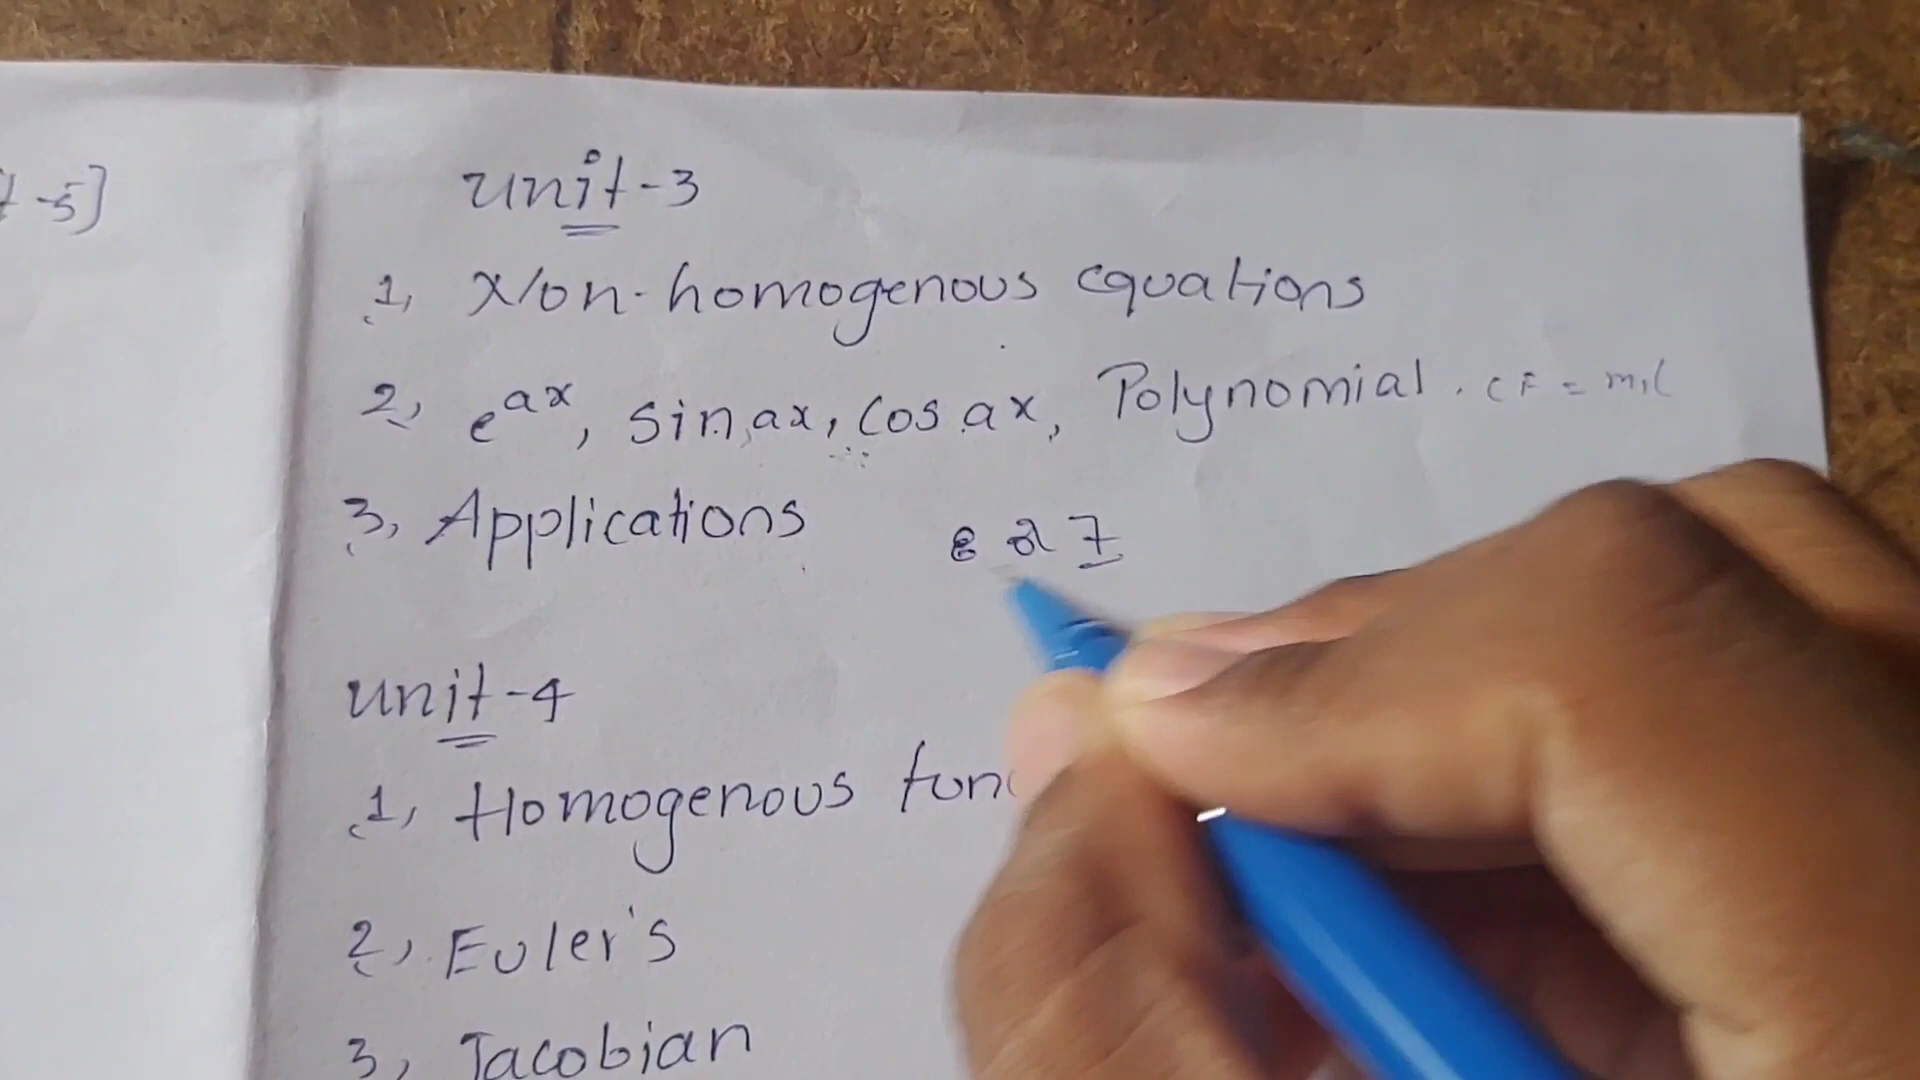 t-5]
Unit-3
1, Non-homogenous equations
2, e^ax, Sin ax, Cos ax, Polynomial. CF = m,C
3, Applications
Unit-4
1, Homogenous func
2, Euler's
3, Jacobian